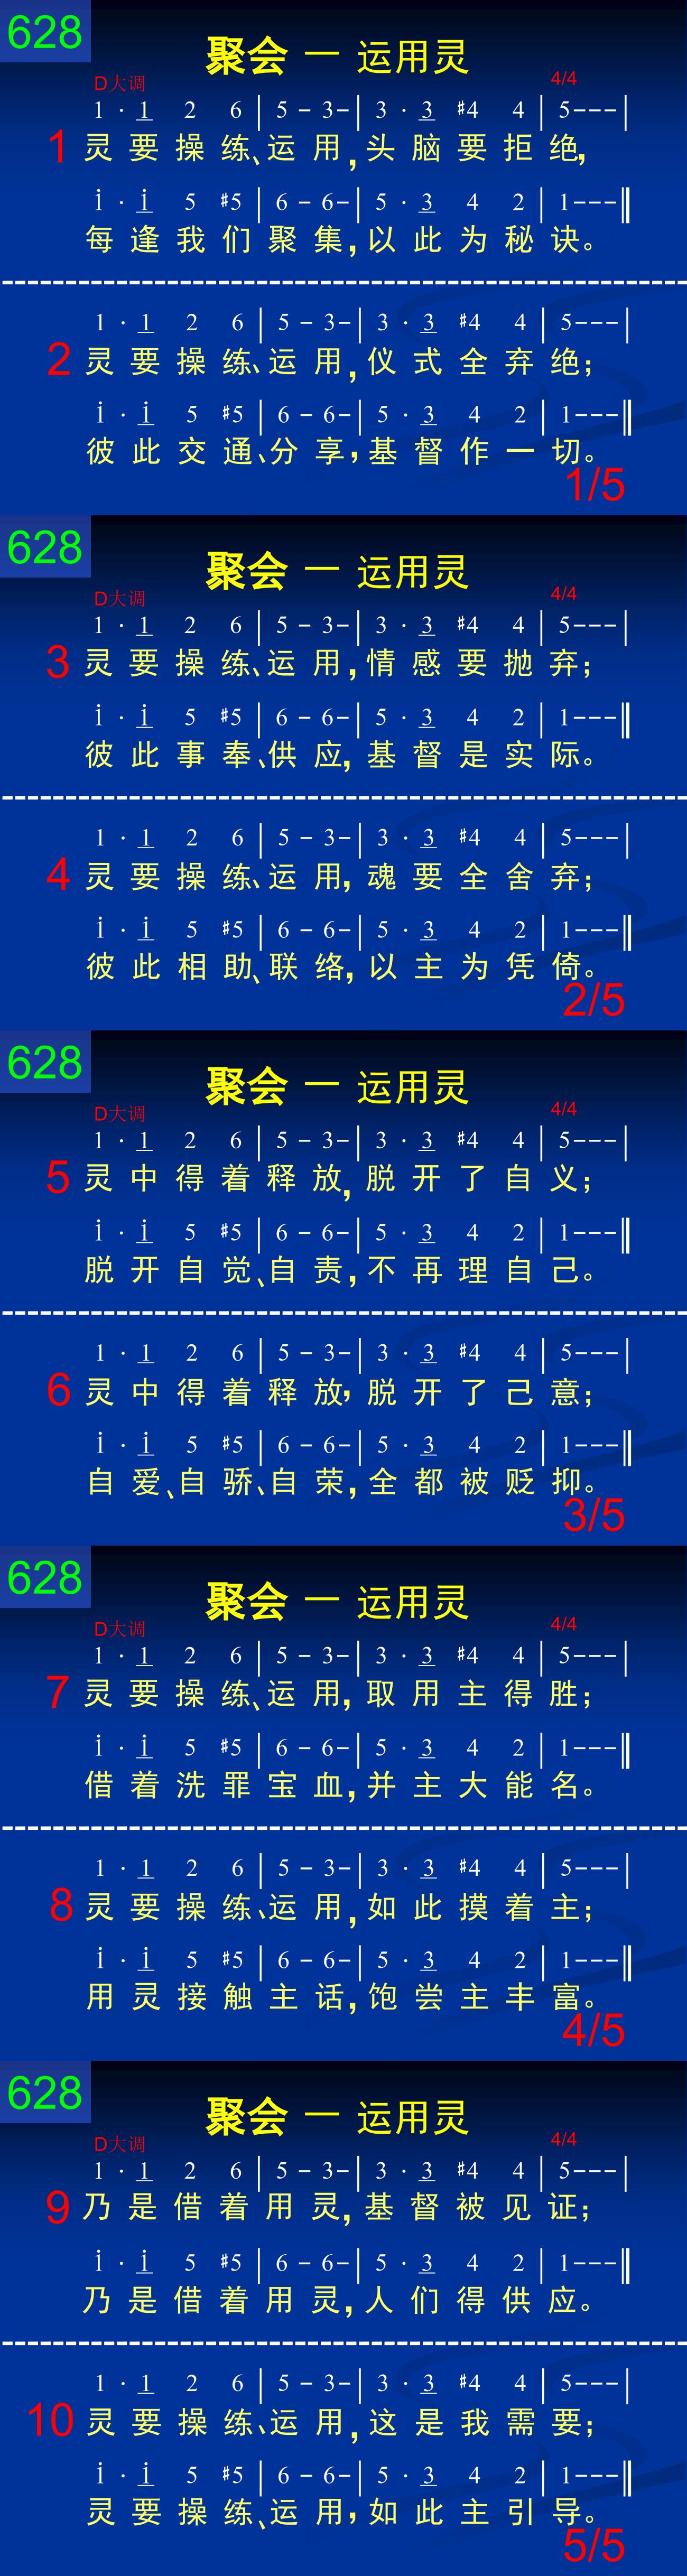 628
聚会 — 运用灵
D大调 4/4
1 · 1 2 6 | 5 - 3- | 3 · 3 #4 4 | 5--- |
1 灵要操练、运用，头脑要拒绝，
i · i 5 #5 | 6 - 6- | 5 · 3 4 2 | 1--- ‖
每逢我们聚集，以此为秘诀。
1 · 1 2 6 | 5 - 3- | 3 · 3 #4 4 | 5--- |
2 灵要操练、运用，仪式全弃绝；
i · i 5 #5 | 6 - 6- | 5 · 3 4 2 | 1--- ‖
彼此交通、分享，基督作一切。
1/5
628
聚会 — 运用灵
D大调 4/4
1 · 1 2 6 | 5 - 3- | 3 · 3 #4 4 | 5--- |
3 灵要操练、运用，情感要抛弃；
i · i 5 #5 | 6 - 6- | 5 · 3 4 2 | 1--- ‖
彼此事奉、供应，基督是实际。
1 · 1 2 6 | 5 - 3- | 3 · 3 #4 4 | 5--- |
4 灵要操练、运用，魂要全舍弃；
i · i 5 #5 | 6 - 6- | 5 · 3 4 2 | 1--- ‖
彼此相助、联络，以主为凭倚。
2/5
628
聚会 — 运用灵
D大调 4/4
1 · 1 2 6 | 5 - 3- | 3 · 3 #4 4 | 5--- |
5 灵中得着释放，脱开了自义；
i · i 5 #5 | 6 - 6- | 5 · 3 4 2 | 1--- ‖
脱开自觉、自责，不再理自己。
1 · 1 2 6 | 5 - 3- | 3 · 3 #4 4 | 5--- |
6 灵中得着释放，脱开了己意；
i · i 5 #5 | 6 - 6- | 5 · 3 4 2 | 1--- ‖
自爱、自骄、自荣，全都被贬抑。
3/5
628
聚会 — 运用灵
D大调 4/4
1 · 1 2 6 | 5 - 3- | 3 · 3 #4 4 | 5--- |
7 灵要操练、运用，取用主得胜；
i · i 5 #5 | 6 - 6- | 5 · 3 4 2 | 1--- ‖
借着洗罪宝血，并主大能名。
1 · 1 2 6 | 5 - 3- | 3 · 3 #4 4 | 5--- |
8 灵要操练、运用，如此摸着主；
i · i 5 #5 | 6 - 6- | 5 · 3 4 2 | 1--- ‖
用灵接触主话，饱尝主丰富。
4/5
628
聚会 — 运用灵
D大调 4/4
1 · 1 2 6 | 5 - 3- | 3 · 3 #4 4 | 5--- |
9 乃是借着用灵，基督被见证；
i · i 5 #5 | 6 - 6- | 5 · 3 4 2 | 1--- ‖
乃是借着用灵，人们得供应。
1 · 1 2 6 | 5 - 3- | 3 · 3 #4 4 | 5--- |
10 灵要操练、运用，这是我需要；
i · i 5 #5 | 6 - 6- | 5 · 3 4 2 | 1--- ‖
灵要操练、运用，如此主引导。
5/5